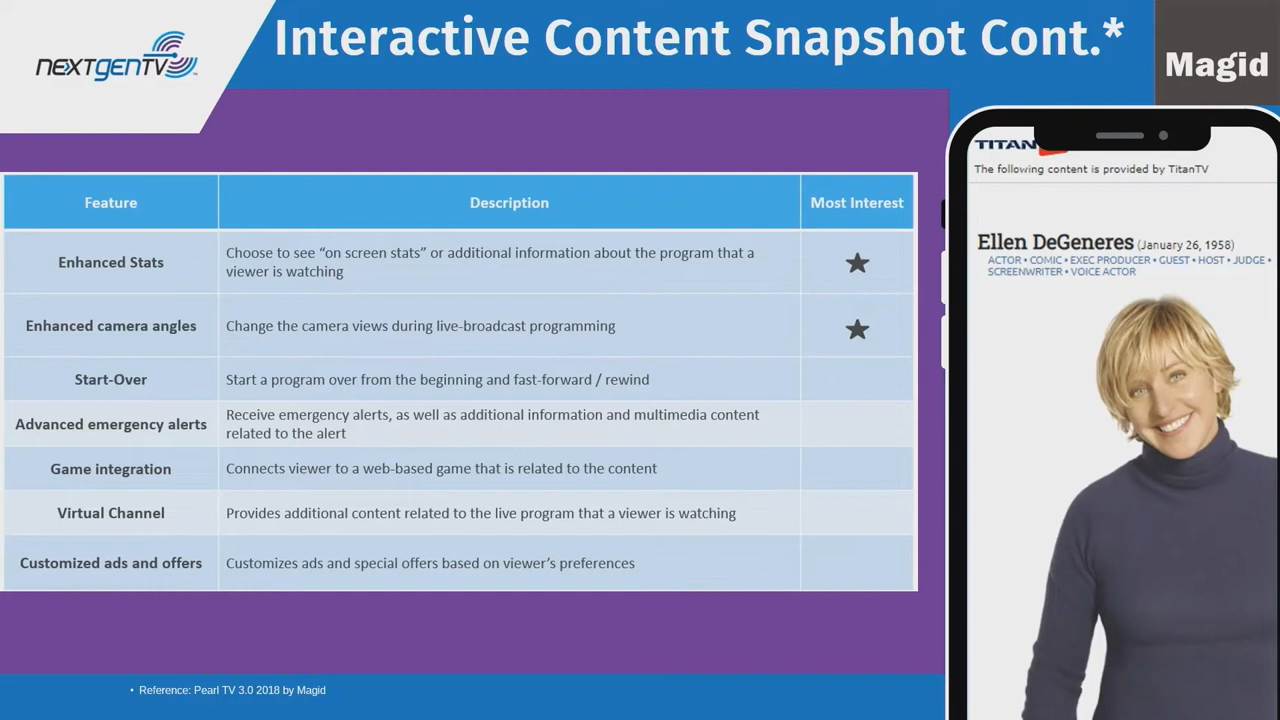 Interactive Content Snapshot Cont.*
NEXTGENTV
Magid
Feature Description Most Interest
Enhanced Stats
Choose to see “on screen stats” or additional information about the program that a
viewer is watching
★
Enhanced camera angles
Change the camera views during live-broadcast programming
★
Start-Over
Start a program over from the beginning and fast-forward / rewind
Advanced emergency alerts
Receive emergency alerts, as well as additional information and multimedia content
related to the alert
Game integration
Connects viewer to a web-based game that is related to the content
Virtual Channel
Provides additional content related to the live program that a viewer is watching
Customized ads and offers
Customizes ads and special offers based on viewer’s preferences
• Reference: Pearl TV 3.0 2018 by Magid
TITAN
The following content is provided by TitanTV
Ellen DeGeneres (January 26, 1958)
ACTOR • COMIC • EXEC PRODUCER • GUEST • HOST • JUDGE •
SCREENWRITER • VOICE ACTOR